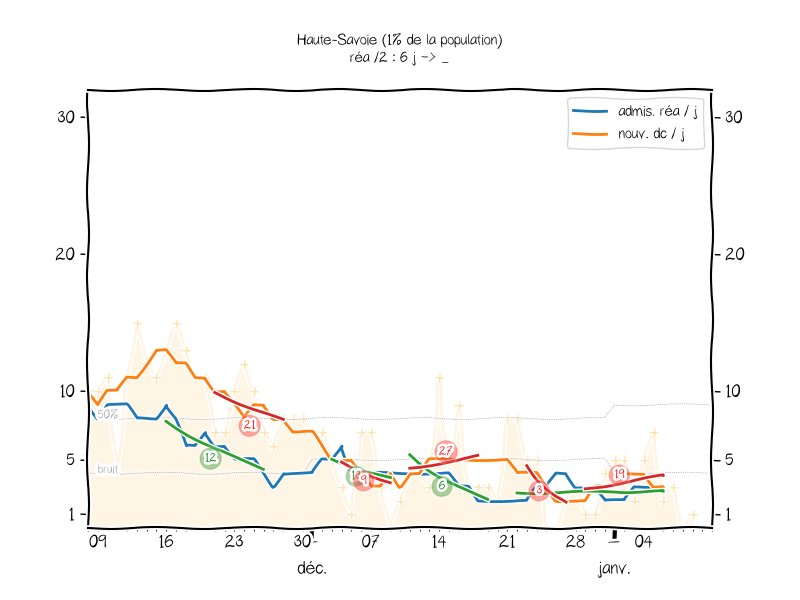 Haute-Savoie (1% de la population)
réa /2 : 6 j -> _
admis. réa / j
nouv. dc / j
30 30
20 20
10 10
50%
5 5
bruit
1 1
21
12
9
27
6
3
19
09 16 23 30 07 14 21 28 04
déc. janv.